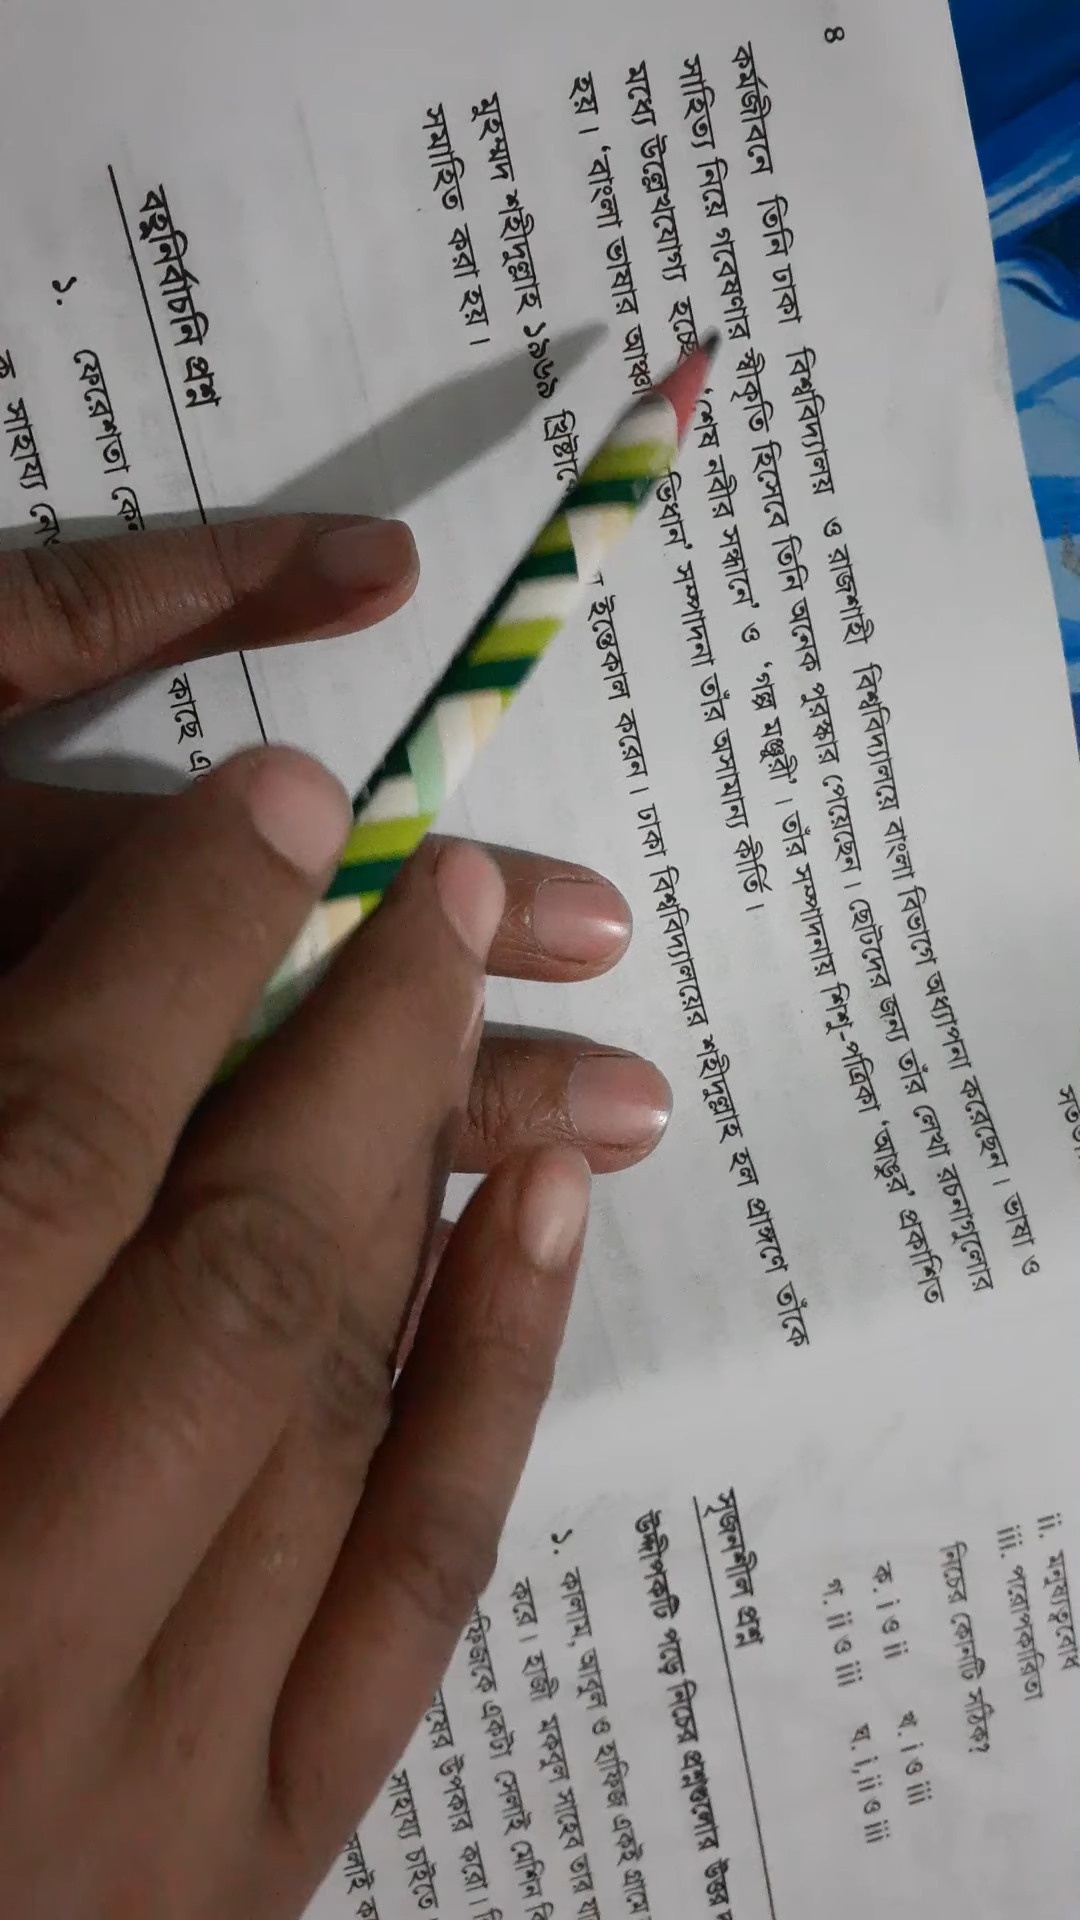 ৪
কর্মজীবনে তিনি ঢাকা বিশ্ববিদ্যালয় ও রাজশাহী বিশ্ববিদ্যালয়ে বাংলা বিভাগে অধ্যাপনা করেছেন। ভাষা ও
সাহিত্য নিয়ে গবেষণার স্বীকৃতি হিসেবে তিনি অনেক পুরস্কার পেয়েছেন। ছোটদের জন্য তাঁর লেখা রচনাগুলোর
মধ্যে উল্লেখযোগ্য হচ্ছে 'শেষ নবীর সন্ধানে' ও 'গল্প মঞ্জুরী'। তাঁর সম্পাদনায় শিশু-পত্রিকা 'আঙুর' প্রকাশিত
হয়। 'বাংলা ভাষার সম্পাদনা তাঁর অসামান্য কীর্তি।
মুহম্মদ শহীদুল্লাহ ১৯৬৯ ইন্তেকাল করেন। ঢাকা বিশ্ববিদ্যালয়ের শহীদুল্লাহ হল প্রাঙ্গণে তাঁকে
সমাহিত করা হয়।
বহুনির্বাচনি প্রশ্ন
১. ফেরেশতা কাছে
ক সাহায্য
ii. মনুষ্যত্ববোধ
iii. পরোপকারিতা
নিচের কোনটি সঠিক?
ক. i ও ii খ. i ও iii
গ. ii ও iii ঘ. i, ii ও iii
সৃজনশীল প্রশ্ন
উদ্দীপকটি পড়ে নিচের প্রশ্নগুলোর উত্তর
১. কালাম, আবুল ও হাফিজ একই গ্রামে
করে। হাজী মকবুল সাহেব তার
একটা সেলাই মেশিন
উপকার করো।
সাহায্য চাইতে